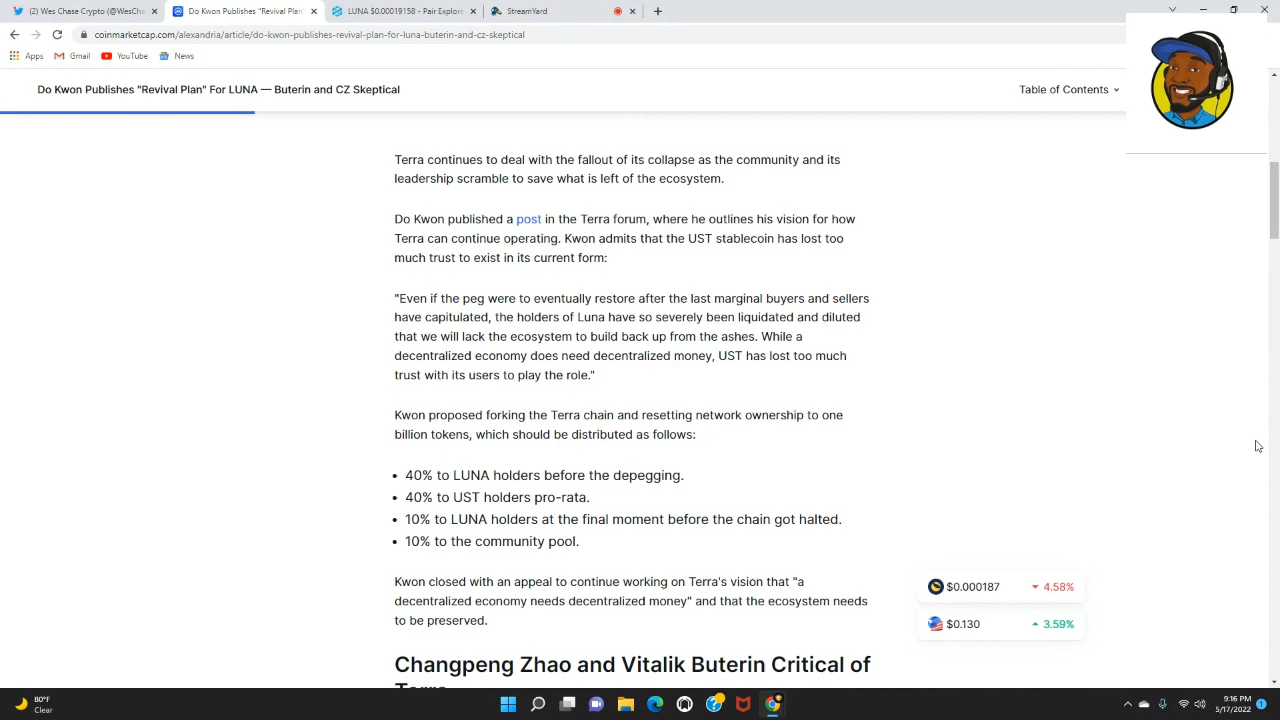 (2) Wes Chase Crypto (@WesCha
Do Kwon Publishes "Revival Plan"
LUNA $0.00019158 - Pair Explore
StreamYard
coinmarketcap.com/alexandria/article/do-kwon-publishes-revival-plan-for-luna-buterin-and-cz-skeptical
Apps
Gmail
YouTube
News
Do Kwon Publishes "Revival Plan" For LUNA — Buterin and CZ Skeptical
Table of Contents
Terra continues to deal with the fallout of its collapse as the community and its
leadership scramble to save what is left of the ecosystem.
Do Kwon published a post in the Terra forum, where he outlines his vision for how
Terra can continue operating. Kwon admits that the UST stablecoin has lost too
much trust to exist in its current form:
"Even if the peg were to eventually restore after the last marginal buyers and sellers
have capitulated, the holders of Luna have so severely been liquidated and diluted
that we will lack the ecosystem to build back up from the ashes. While a
decentralized economy does need decentralized money, UST has lost too much
trust with its users to play the role."
Kwon proposed forking the Terra chain and resetting network ownership to one
billion tokens, which should be distributed as follows:
• 40% to LUNA holders before the depegging.
• 40% to UST holders pro-rata.
• 10% to LUNA holders at the final moment before the chain got halted.
• 10% to the community pool.
Kwon closed with an appeal to continue working on Terra's vision that "a
decentralized economy needs decentralized money" and that the ecosystem needs
to be preserved.
$0.000187 4.58%
$0.130 3.59%
Changpeng Zhao and Vitalik Buterin Critical of
Terra
80°F
Clear
9:16 PM
5/17/2022